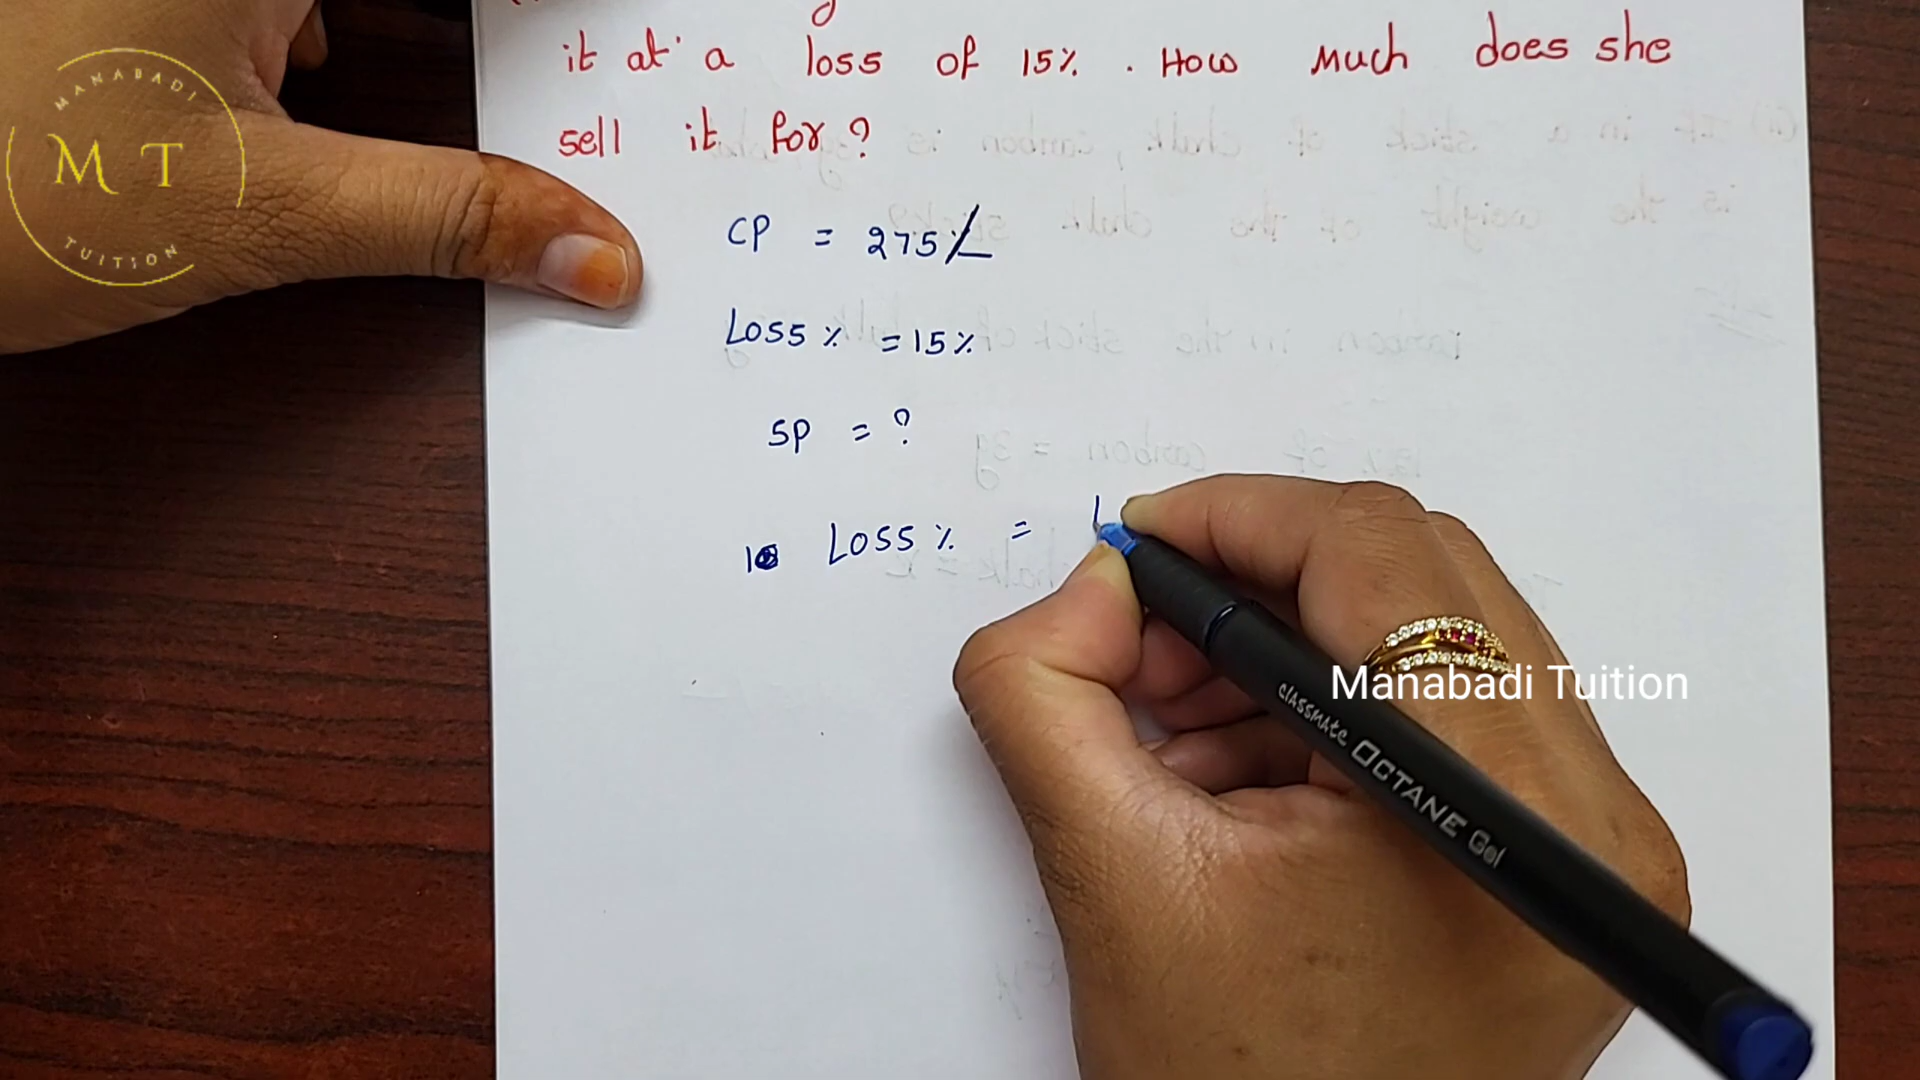 it at a loss of 15%. How much does she
sell it for?
CP = 275/-
Loss% = 15%
SP = ?
Loss% =
MANABADI
MT
TUITION
Manabadi Tuition
classmate OCTANE Gel